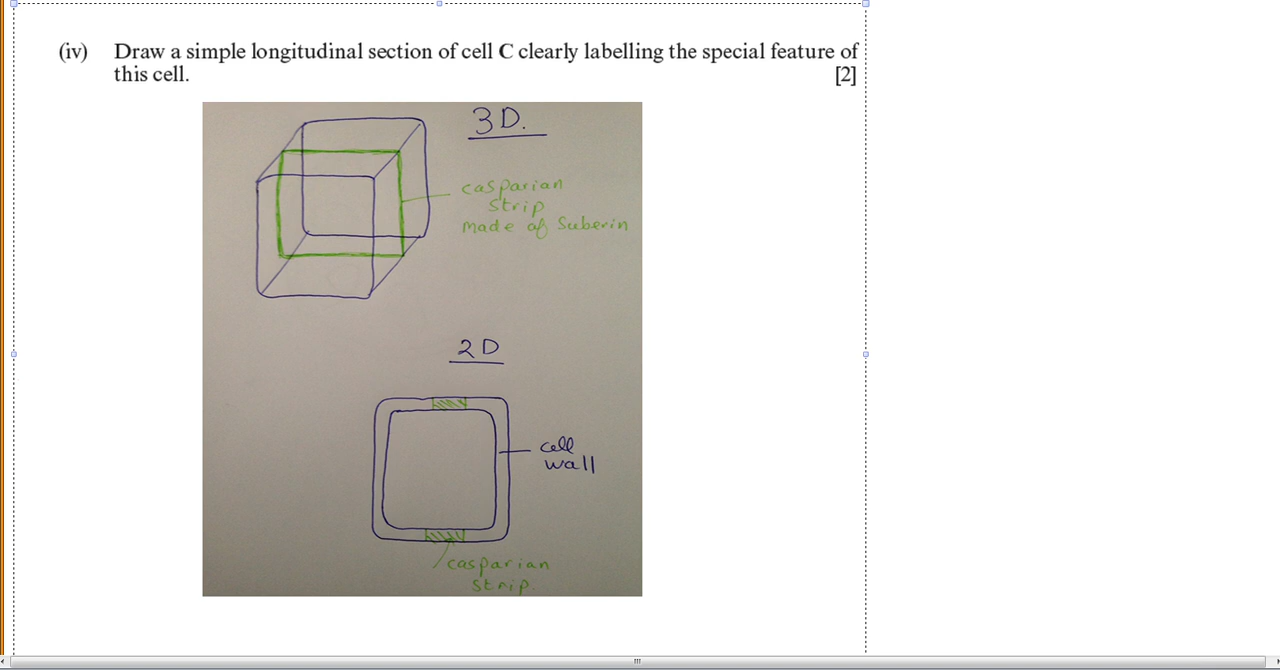 (iv) Draw a simple longitudinal section of cell C clearly labelling the special feature of
this cell. [2]
3D.
casparian
strip
made of Suberin
2D
cell
wall
casparian
strip.